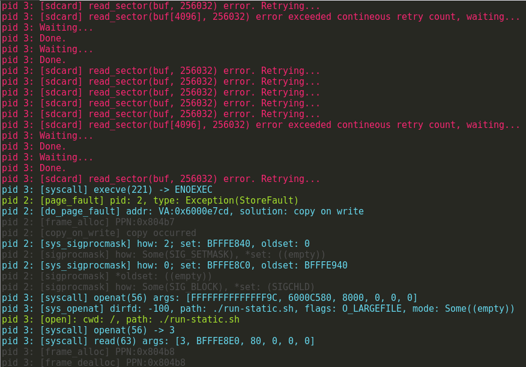 pid 3: [sdcard] read_sector(buf, 256032) error. Retrying...
pid 3: [sdcard] read_sector(buf[4096], 256032) error exceeded contineous retry count, waiting...
pid 3: Waiting...
pid 3: Done.
pid 3: Waiting...
pid 3: Done.
pid 3: [sdcard] read_sector(buf, 256032) error. Retrying...
pid 3: [sdcard] read_sector(buf, 256032) error. Retrying...
pid 3: [sdcard] read_sector(buf, 256032) error. Retrying...
pid 3: [sdcard] read_sector(buf, 256032) error. Retrying...
pid 3: [sdcard] read_sector(buf, 256032) error. Retrying...
pid 3: [sdcard] read_sector(buf[4096], 256032) error exceeded contineous retry count, waiting...
pid 3: Waiting...
pid 3: Done.
pid 3: Waiting...
pid 3: Done.
pid 3: [sdcard] read_sector(buf, 256032) error. Retrying...
pid 3: [syscall] execve(221) -> ENOEXEC
pid 2: [page_fault] pid: 2, type: Exception(StoreFault)
pid 2: [do_page_fault] addr: VA:0x6000e7cd, solution: copy on write
pid 2: [frame_alloc] PPN:0x804b7
pid 2: [copy_on_write] copy occurred
pid 2: [sys_sigprocmask] how: 2; set: BFFFE840, oldset: 0
pid 2: [sigprocmask] how: Some(SIG_SETMASK), *set: ((empty))
pid 2: [sys_sigprocmask] how: 0; set: BFFFE8C0, oldset: BFFFE940
pid 2: [sigprocmask] *oldset: ((empty))
pid 2: [sigprocmask] how: Some(SIG_BLOCK), *set: (SIGCHLD)
pid 3: [syscall] openat(56) args: [FFFFFFFFFFFFFF9C, 6000C580, 8000, 0, 0, 0]
pid 3: [sys_openat] dirfd: -100, path: ./run-static.sh, flags: O_LARGEFILE, mode: Some((empty))
pid 3: [open]: cwd: /, path: ./run-static.sh
pid 3: [syscall] openat(56) -> 3
pid 3: [syscall] read(63) args: [3, BFFFE8E0, 80, 0, 0, 0]
pid 3: [frame_alloc] PPN:0x804b8
pid 3: [frame_dealloc] PPN:0x804b8